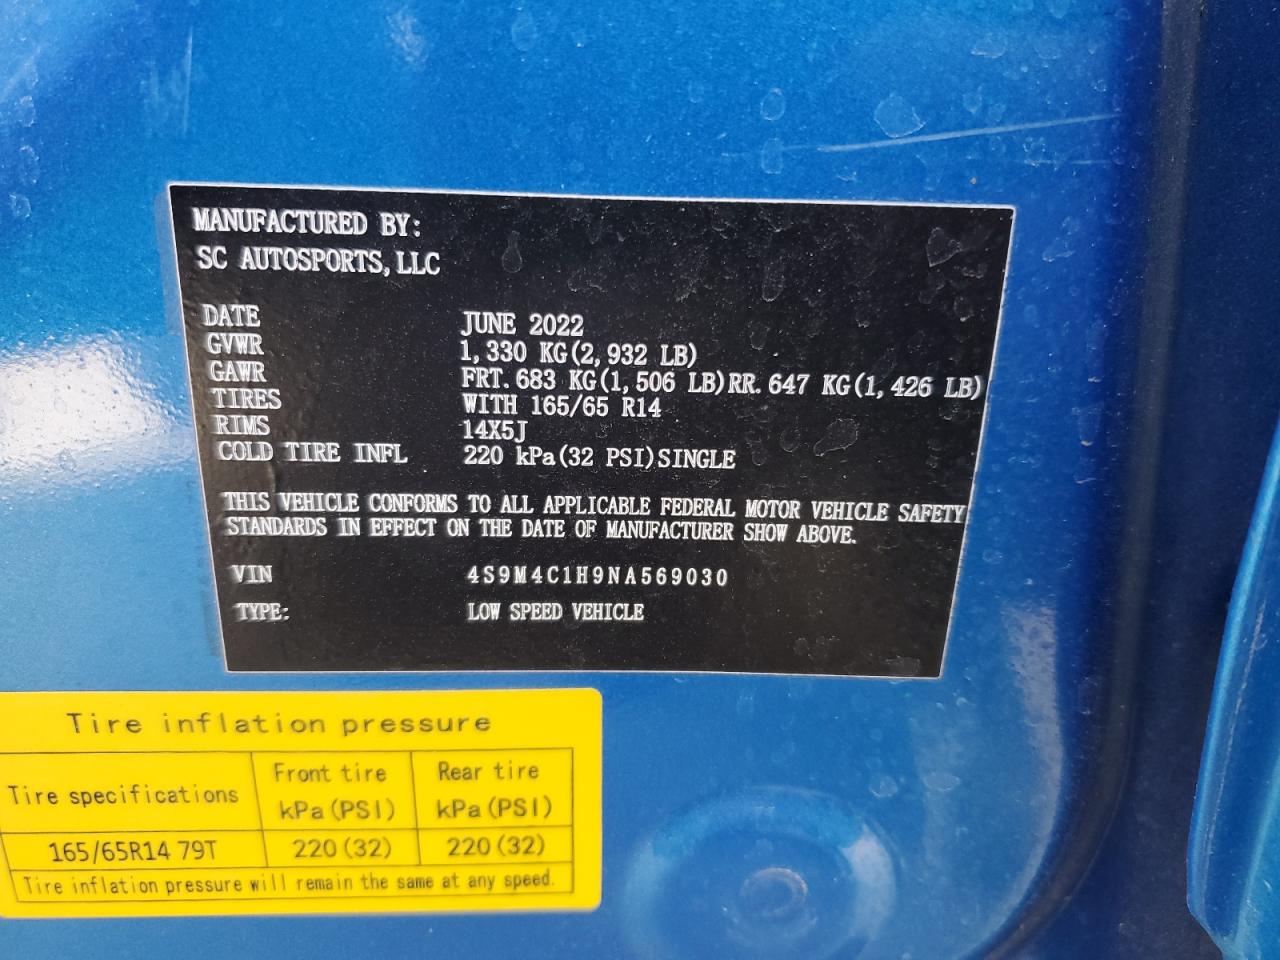 MANUFACTURED BY:
SC AUTOSPORTS, LLC
DATE JUNE 2022
GVWR 1, 330 KG(2, 932 LB)
GAWR FRT. 683 KG(1, 506 LB)RR. 647 KG(1, 426 LB)
TIRES WITH 165/65 R14
RIMS 14X5J
COLD TIRE INFL 220 kPa(32 PSI)SINGLE
THIS VEHICLE CONFORMS TO ALL APPLICABLE FEDERAL MOTOR VEHICLE SAFETY
STANDARDS IN EFFECT ON THE DATE OF MANUFACTURER SHOW ABOVE.
VIN 4S9M4C1H9NA569030
TYPE: LOW SPEED VEHICLE
Tire inflation pressure
Tire specifications Front tire kPa(PSI) Rear tire kPa(PSI)
165/65R14 79T 220(32) 220(32)
Tire inflation pressure will remain the same at any speed.